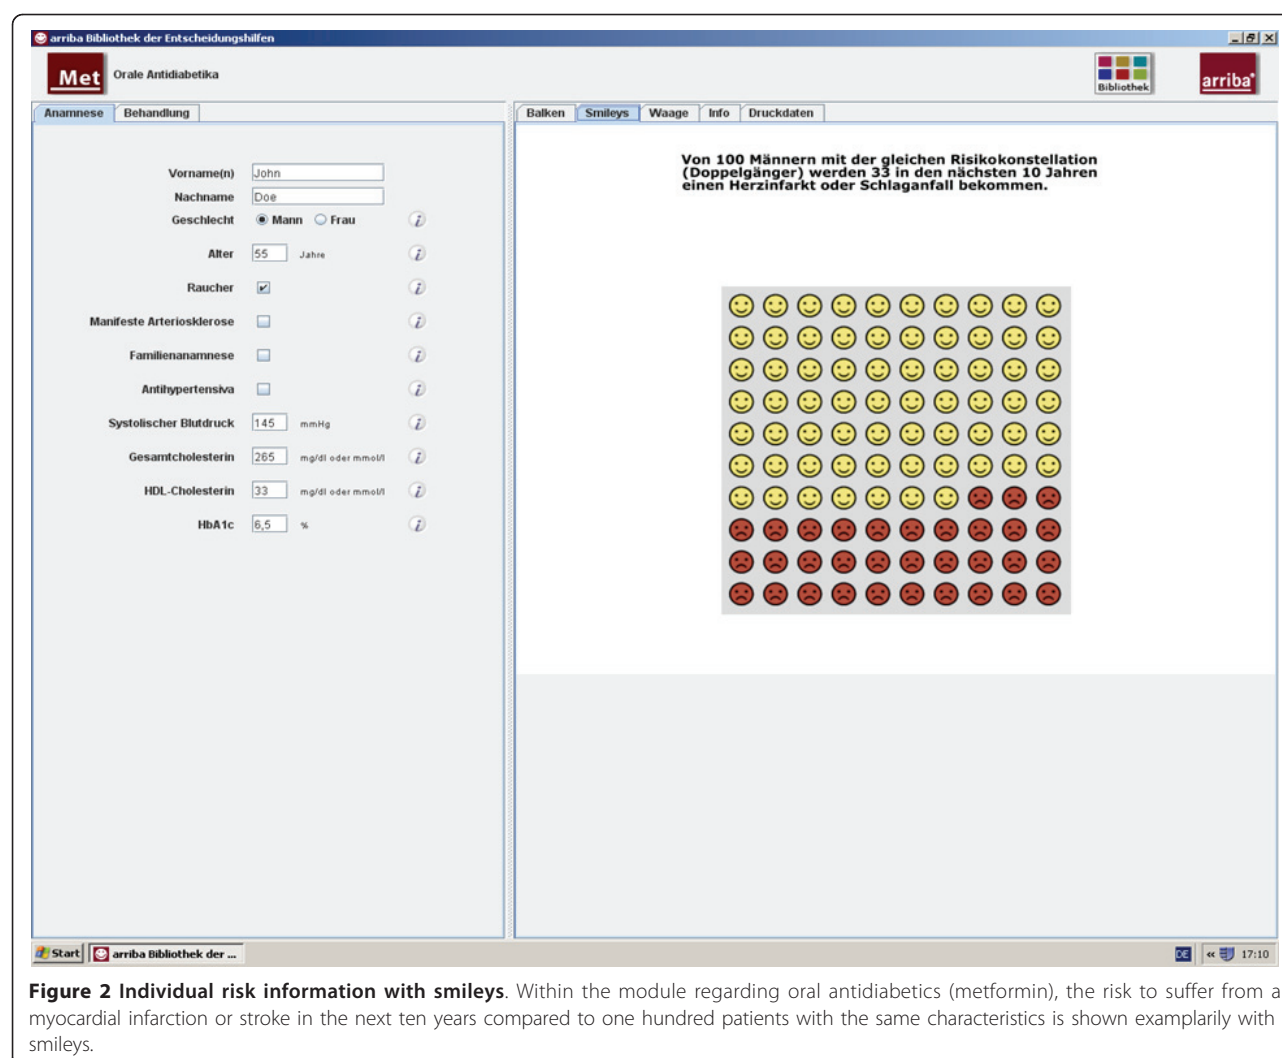 arriba Bibliothek der Entscheidungshilfen
Met Orale Antidiabetika
Bibliothek
arriba
Anamnese Behandlung
Balken Smileys Waage Info Druckdaten
Vorname(n) John
Nachname Doe
Geschlecht Mann Frau
Alter 55 Jahre
Raucher
Manifeste Arteriosklerose
Familienanamnese
Antihypertensiva
Systolischer Blutdruck 145 mmHg
Gesamtcholesterin 265 mg/dl oder mmol/l
HDL-Cholesterin 33 mg/dl oder mmol/l
HbA1c 6,5 %
Von 100 Männern mit der gleichen Risikokonstellation
(Doppelgänger) werden 33 in den nächsten 10 Jahren
einen Herzinfarkt oder Schlaganfall bekommen.
Start arriba Bibliothek der ... DE « 17:10
Figure 2 Individual risk information with smileys. Within the module regarding oral antidiabetics (metformin), the risk to suffer from a
myocardial infarction or stroke in the next ten years compared to one hundred patients with the same characteristics is shown examplarily with
smileys.